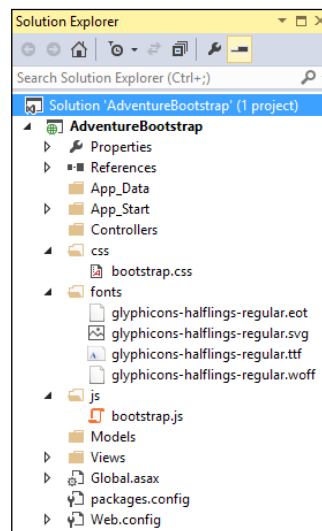 Solution Explorer
Search Solution Explorer (Ctrl+;)
Solution 'AdventureBootstrap' (1 project)
AdventureBootstrap
Properties
References
App_Data
App_Start
Controllers
css
bootstrap.css
fonts
glyphicons-halflings-regular.eot
glyphicons-halflings-regular.svg
glyphicons-halflings-regular.ttf
glyphicons-halflings-regular.woff
js
bootstrap.js
Models
Views
Global.asax
packages.config
Web.config